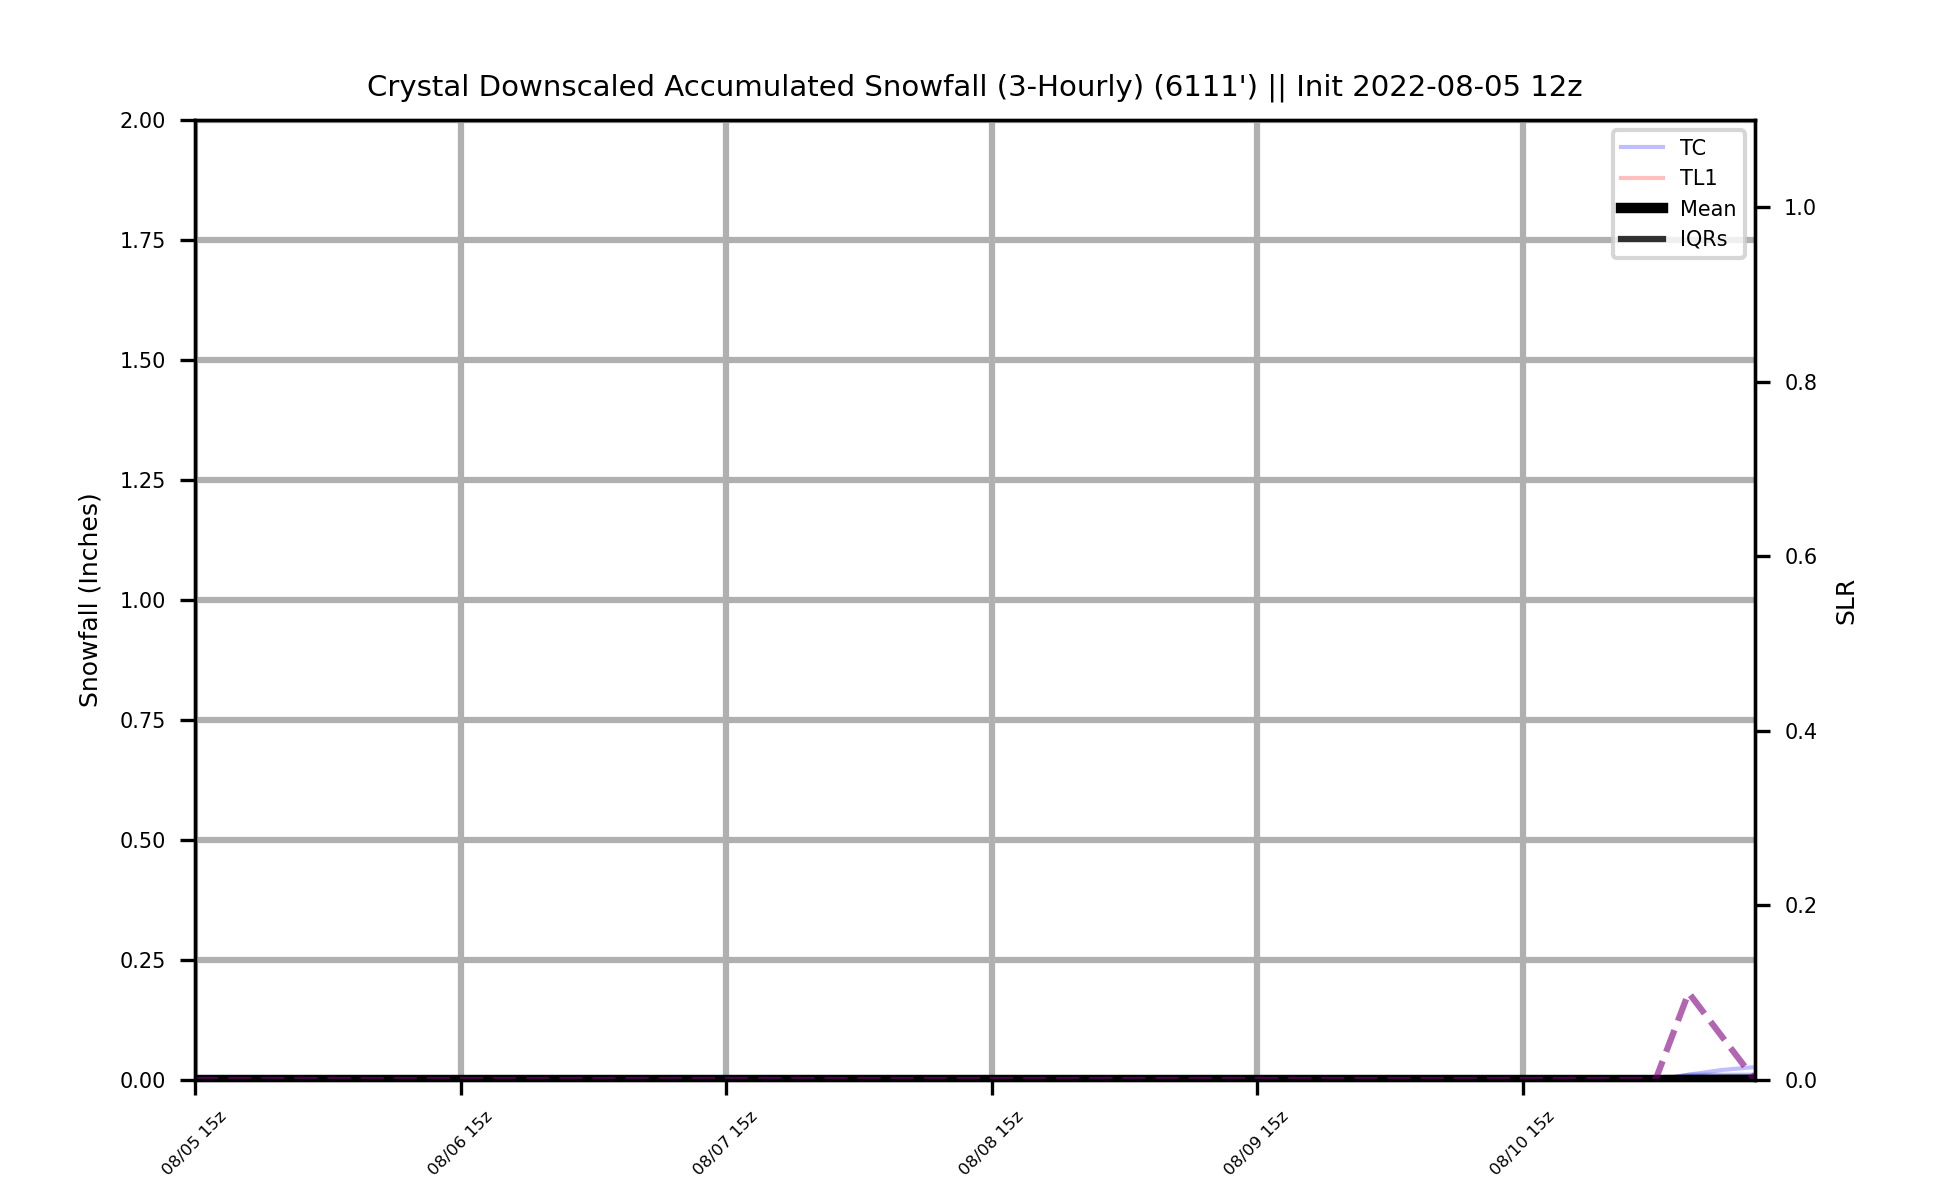 Crystal Downscaled Accumulated Snowfall (3-Hourly) (6111') || Init 2022-08-05 12z
2.00
1.75
1.50
1.25
1.00
0.75
0.50
0.25
0.00
Snowfall (Inches)
TC
TL1
Mean
IQRs
1.0
0.8
0.6
0.4
0.2
0.0
SLR
08/05 15z
08/06 15z
08/07 15z
08/08 15z
08/09 15z
08/10 15z